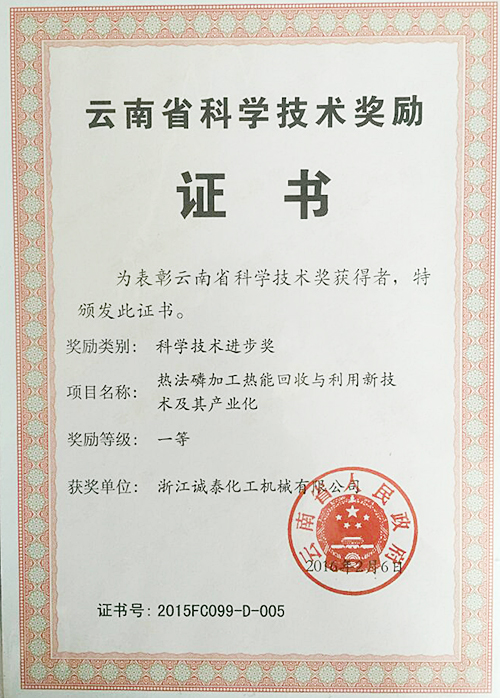 云南省科学技术奖励
证 书
为表彰云南省科学技术奖获得者，特
颁发此证书。
奖励类别： 科学技术进步奖
项目名称： 热法磷加工热能回收与利用新技
术及其产业化
奖励等级： 一等
获奖单位： 浙江诚泰化工机械有限公司
云南省人民政府
2016年2月6日
证书号: 2015FC099-D-005